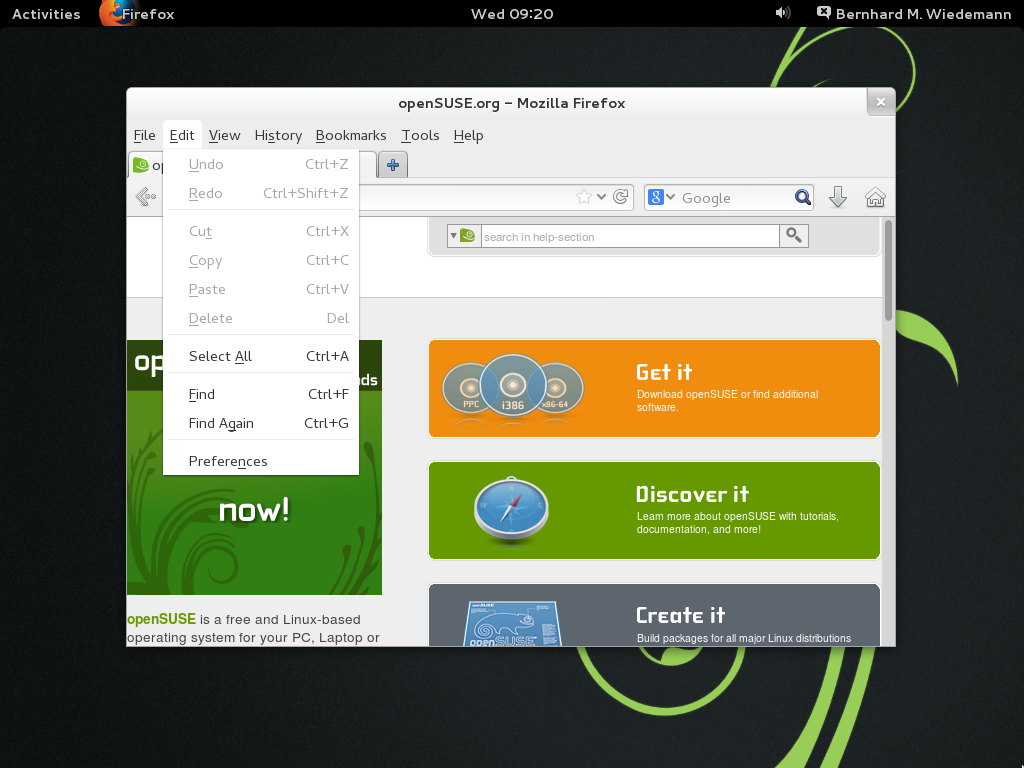 Activities Firefox Wed 09:20 Bernhard M. Wiedemann
openSUSE.org - Mozilla Firefox
File Edit View History Bookmarks Tools Help
Google
Undo Ctrl+Z
Redo Ctrl+Shift+Z
Cut Ctrl+X
Copy Ctrl+C
Paste Ctrl+V
Delete Del
Select All Ctrl+A
Find Ctrl+F
Find Again Ctrl+G
Preferences
search in help-section
now!
openSUSE is a free and Linux-based
operating system for your PC, Laptop or
PPC i386 x86-64
Get it
Download openSUSE or find additional
software.
Discover it
Learn more about openSUSE with tutorials,
documentation, and more!
openSUSE
openSUSE
Create it
Build packages for all major Linux distributions